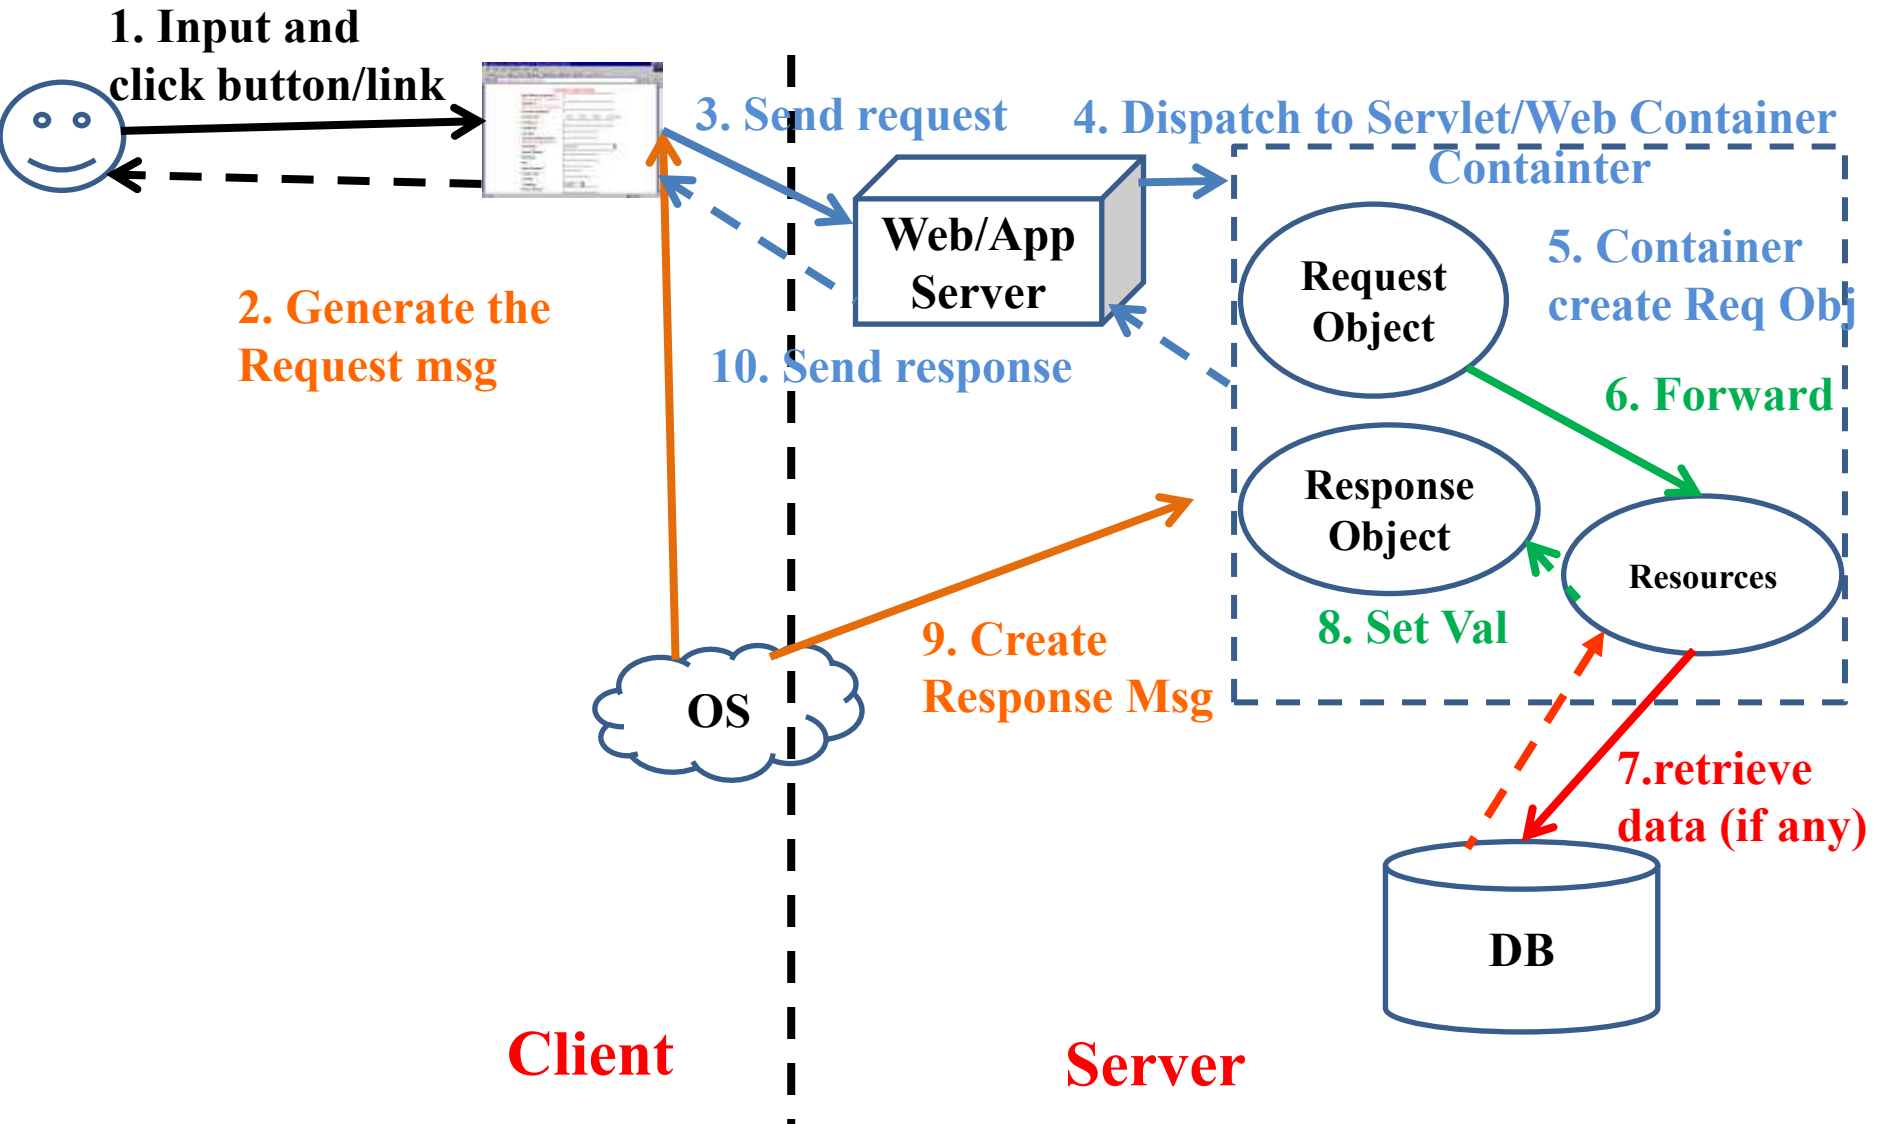 1. Input and
click button/link
3. Send request
4. Dispatch to Servlet/Web Container
Containter
Web/App
Server
Request
Object
5. Container
create Req Obj
2. Generate the
Request msg
10. Send response
6. Forward
Response
Object
Resources
8. Set Val
9. Create
Response Msg
OS
7.retrieve
data (if any)
DB
Client
Server